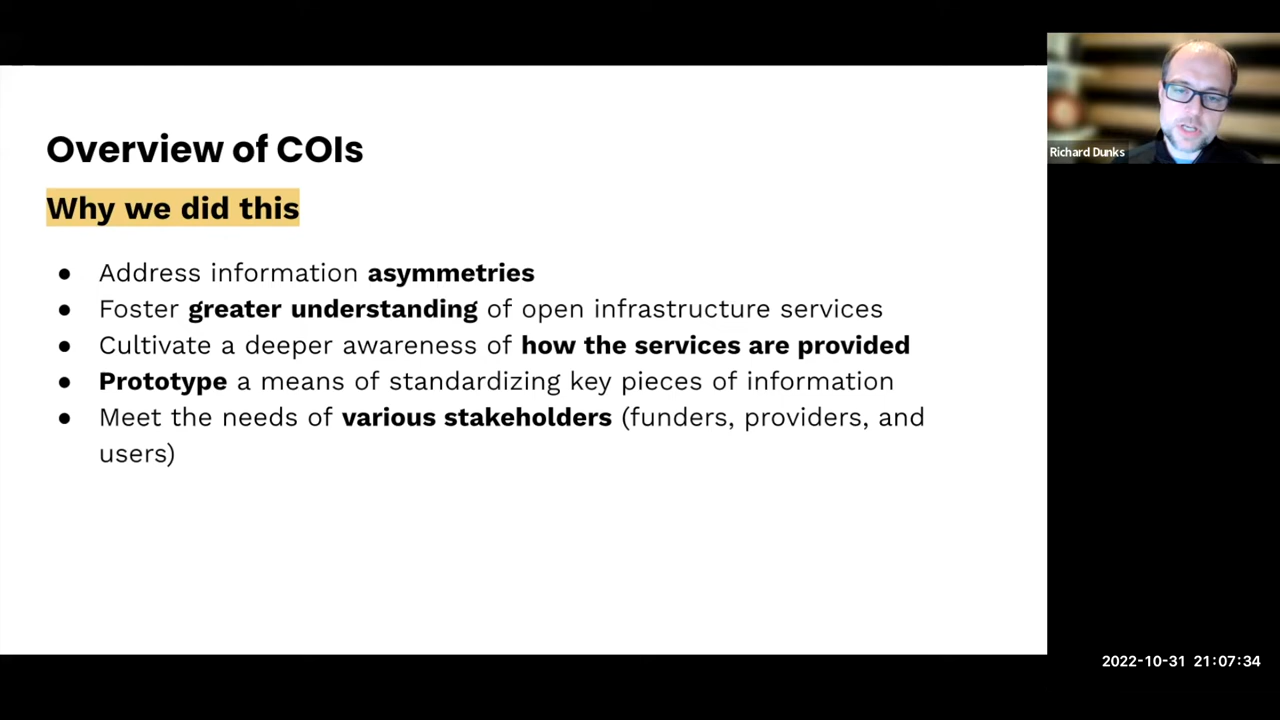 Overview of COIs
Why we did this
● Address information asymmetries
● Foster greater understanding of open infrastructure services
● Cultivate a deeper awareness of how the services are provided
● Prototype a means of standardizing key pieces of information
● Meet the needs of various stakeholders (funders, providers, and
users)
Richard Dunks
2022-10-31 21:07:34